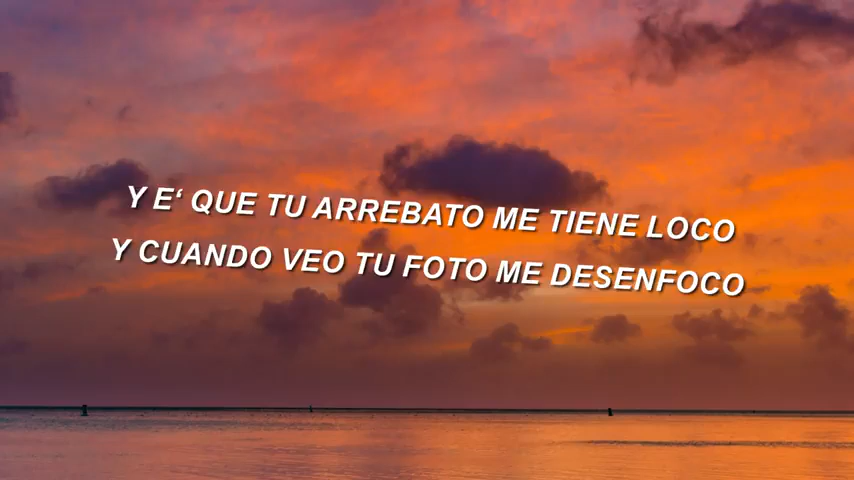 Y E‘ QUE TU ARREBATO ME TIENE LOCO
Y CUANDO VEO TU FOTO ME DESENFOCO